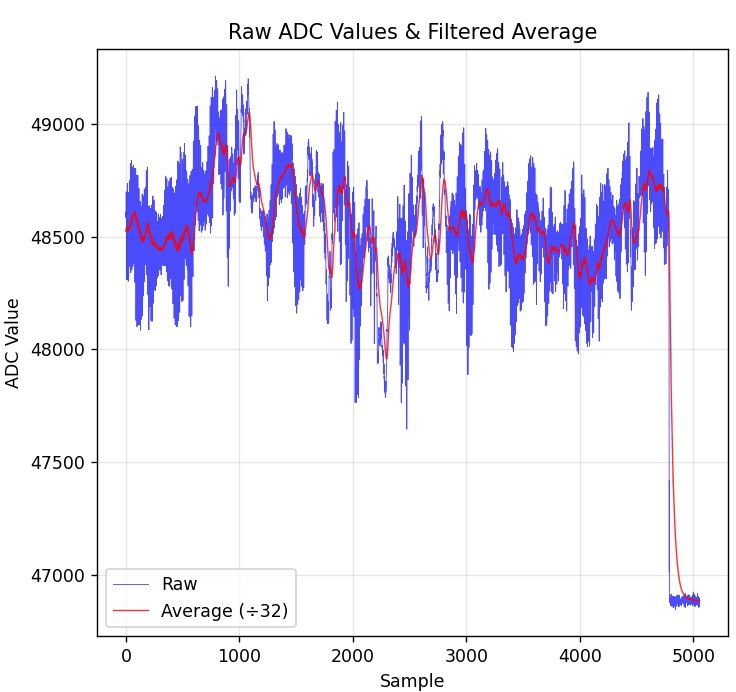 Raw ADC Values & Filtered Average
ADC Value
49000
48500
48000
47500
47000
Raw
Average (÷32)
0 1000 2000 3000 4000 5000
Sample